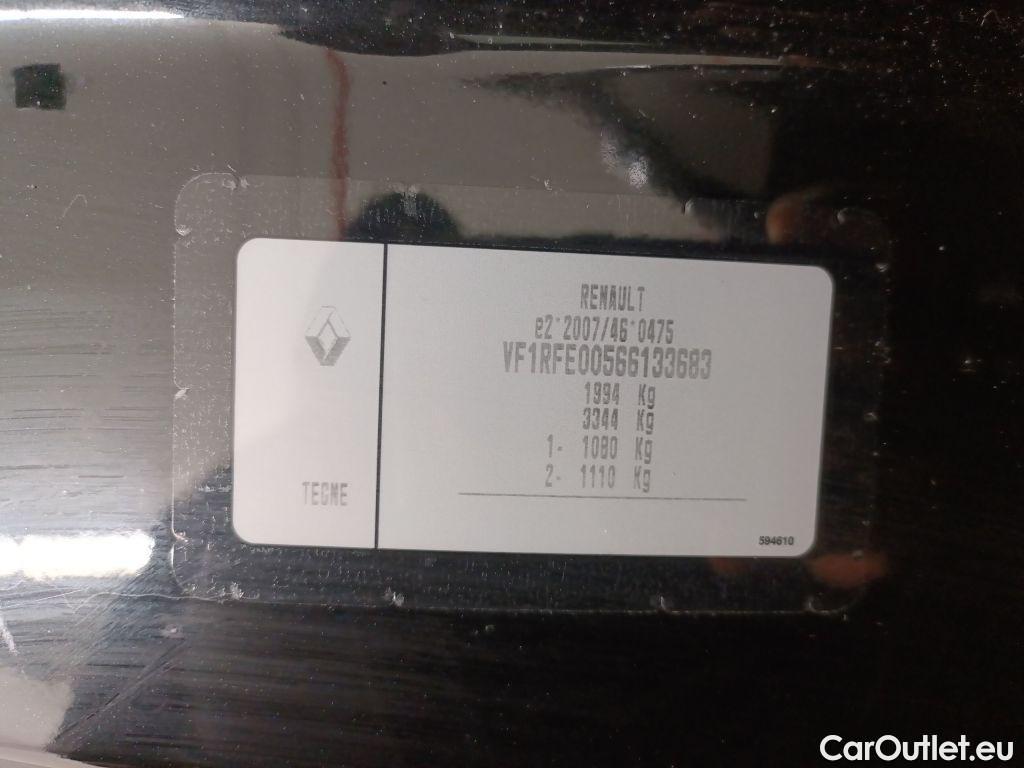 RENAULT
e2*2007/46*0475
VF1RFE00566133683
1994 Kg
3344 Kg
1- 1080 Kg
2- 1110 Kg
TECNE
594610
CarOutlet.eu